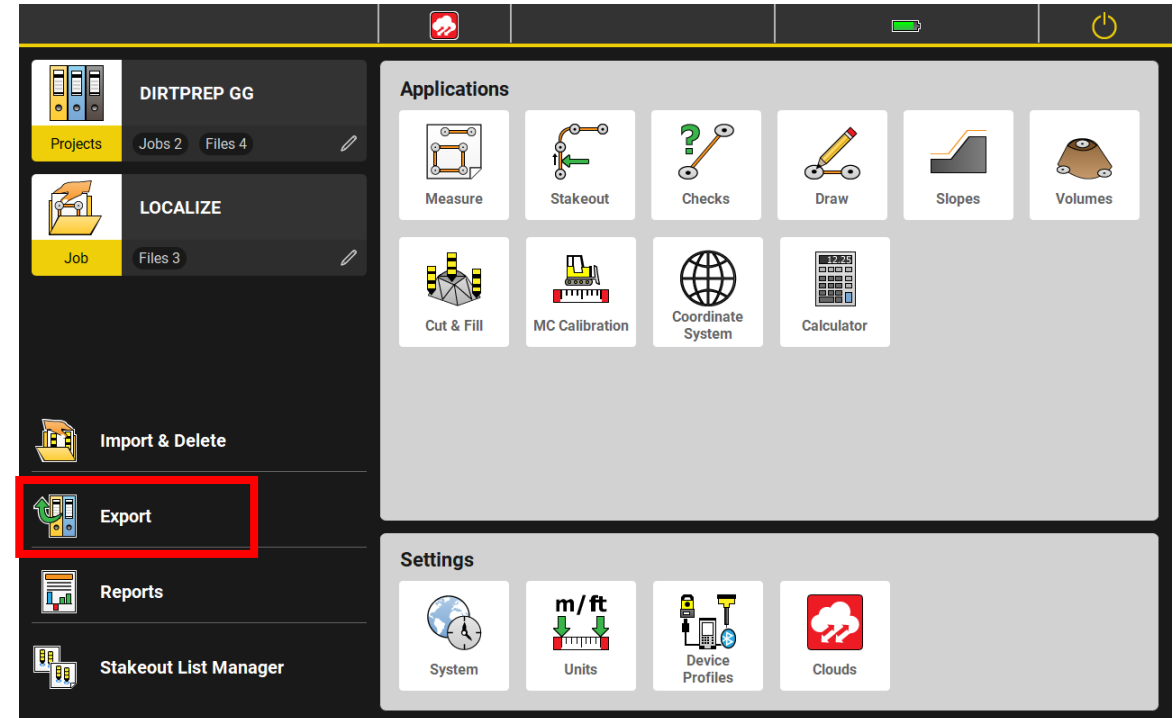 DIRTPREP GG
Projects
Jobs 2
Files 4
LOCALIZE
Job
Files 3
Import & Delete
Export
Reports
Stakeout List Manager
Applications
Measure
Stakeout
?
Checks
Draw
Slopes
Volumes
Cut & Fill
MC Calibration
Coordinate
System
12:25
Calculator
Settings
System
m/ft
Units
Device
Profiles
Clouds